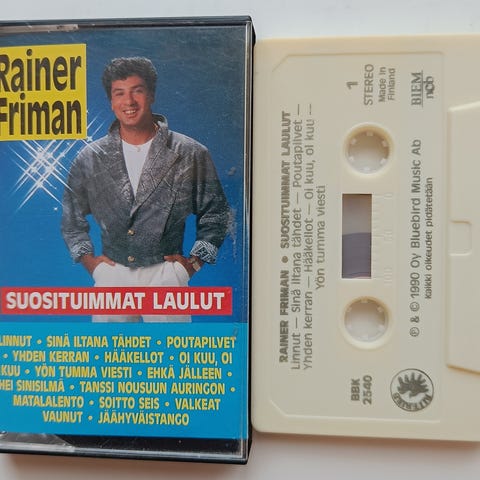 Rainer
Friman
SUOSITUIMMAT LAULUT
LINNUT • SINÄ ILTANA TÄHDET • POUTAPILVET
• YHDEN KERRAN • HÄÄKELLOT • OI KUU, OI
KUU • YÖN TUMMA VIESTI • EHKÄ JÄLLEEN •
HEI SINISILMÄ • TANSSI NOUSUUN AURINGON •
MATALALENTO • SOITTO SEIS • VALKEAT
VAUNUT • JÄÄHYVÄISTANGO
RAINER FRIMAN • SUOSITUIMMAT LAULUT
Linnut — Sinä iltana tähdet — Poutapilvet —
Yhden kerran — Hääkellot — Oi kuu, oi kuu —
Yön tumma viesti
1
STEREO
Made in
Finland
BIEM
ncb
BBK
2540
℗ & © 1990 Oy Bluebird Music Ab
Kaikki oikeudet pidätetään